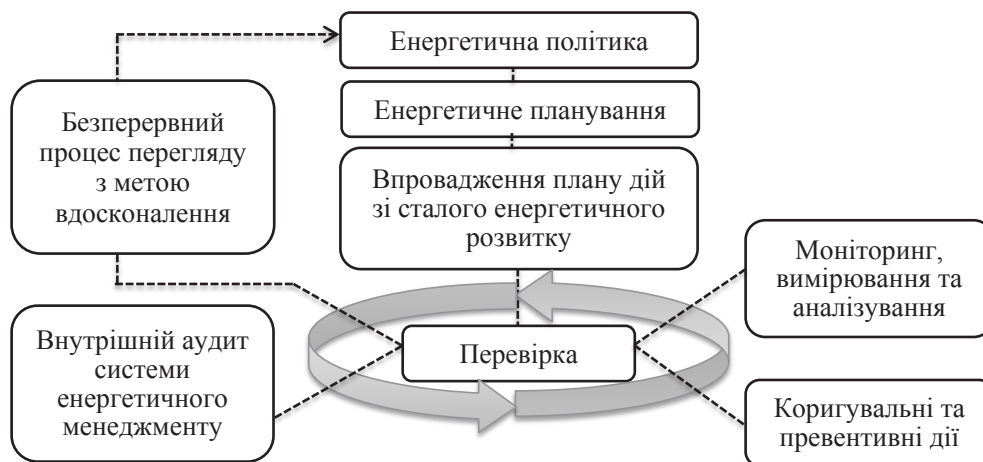 Енергетична політика
Енергетичне планування
Безперервний
процес перегляду
з метою
вдосконалення
Впровадження плану дій
зі сталого енергетичного
розвитку
Моніторинг,
вимірювання та
аналізування
Внутрішній аудит
системи
енергетичного
менеджменту
Перевірка
Коригувальні та
превентивні дії